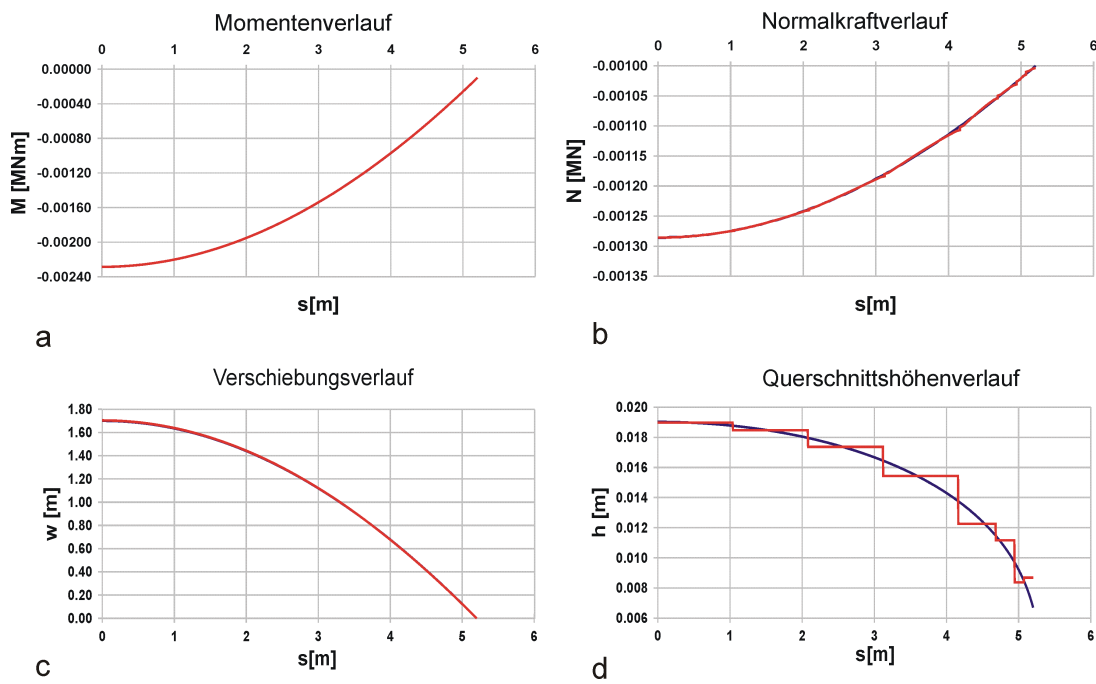 Momentenverlauf
0 1 2 3 4 5 6
0.00000
-0.00040
-0.00080
-0.00120
-0.00160
-0.00200
-0.00240
M [MNm]
s[m]
a
Normalkraftverlauf
0 1 2 3 4 5 6
-0.00100
-0.00105
-0.00110
-0.00115
-0.00120
-0.00125
-0.00130
-0.00135
N [MN]
s[m]
b
Verschiebungsverlauf
1.80
1.60
1.40
1.20
1.00
0.80
0.60
0.40
0.20
0.00
w [m]
0 1 2 3 4 5 6
s[m]
c
Querschnittshöhenverlauf
0.020
0.018
0.016
0.014
0.012
0.010
0.008
0.006
h [m]
0 1 2 3 4 5 6
s[m]
d